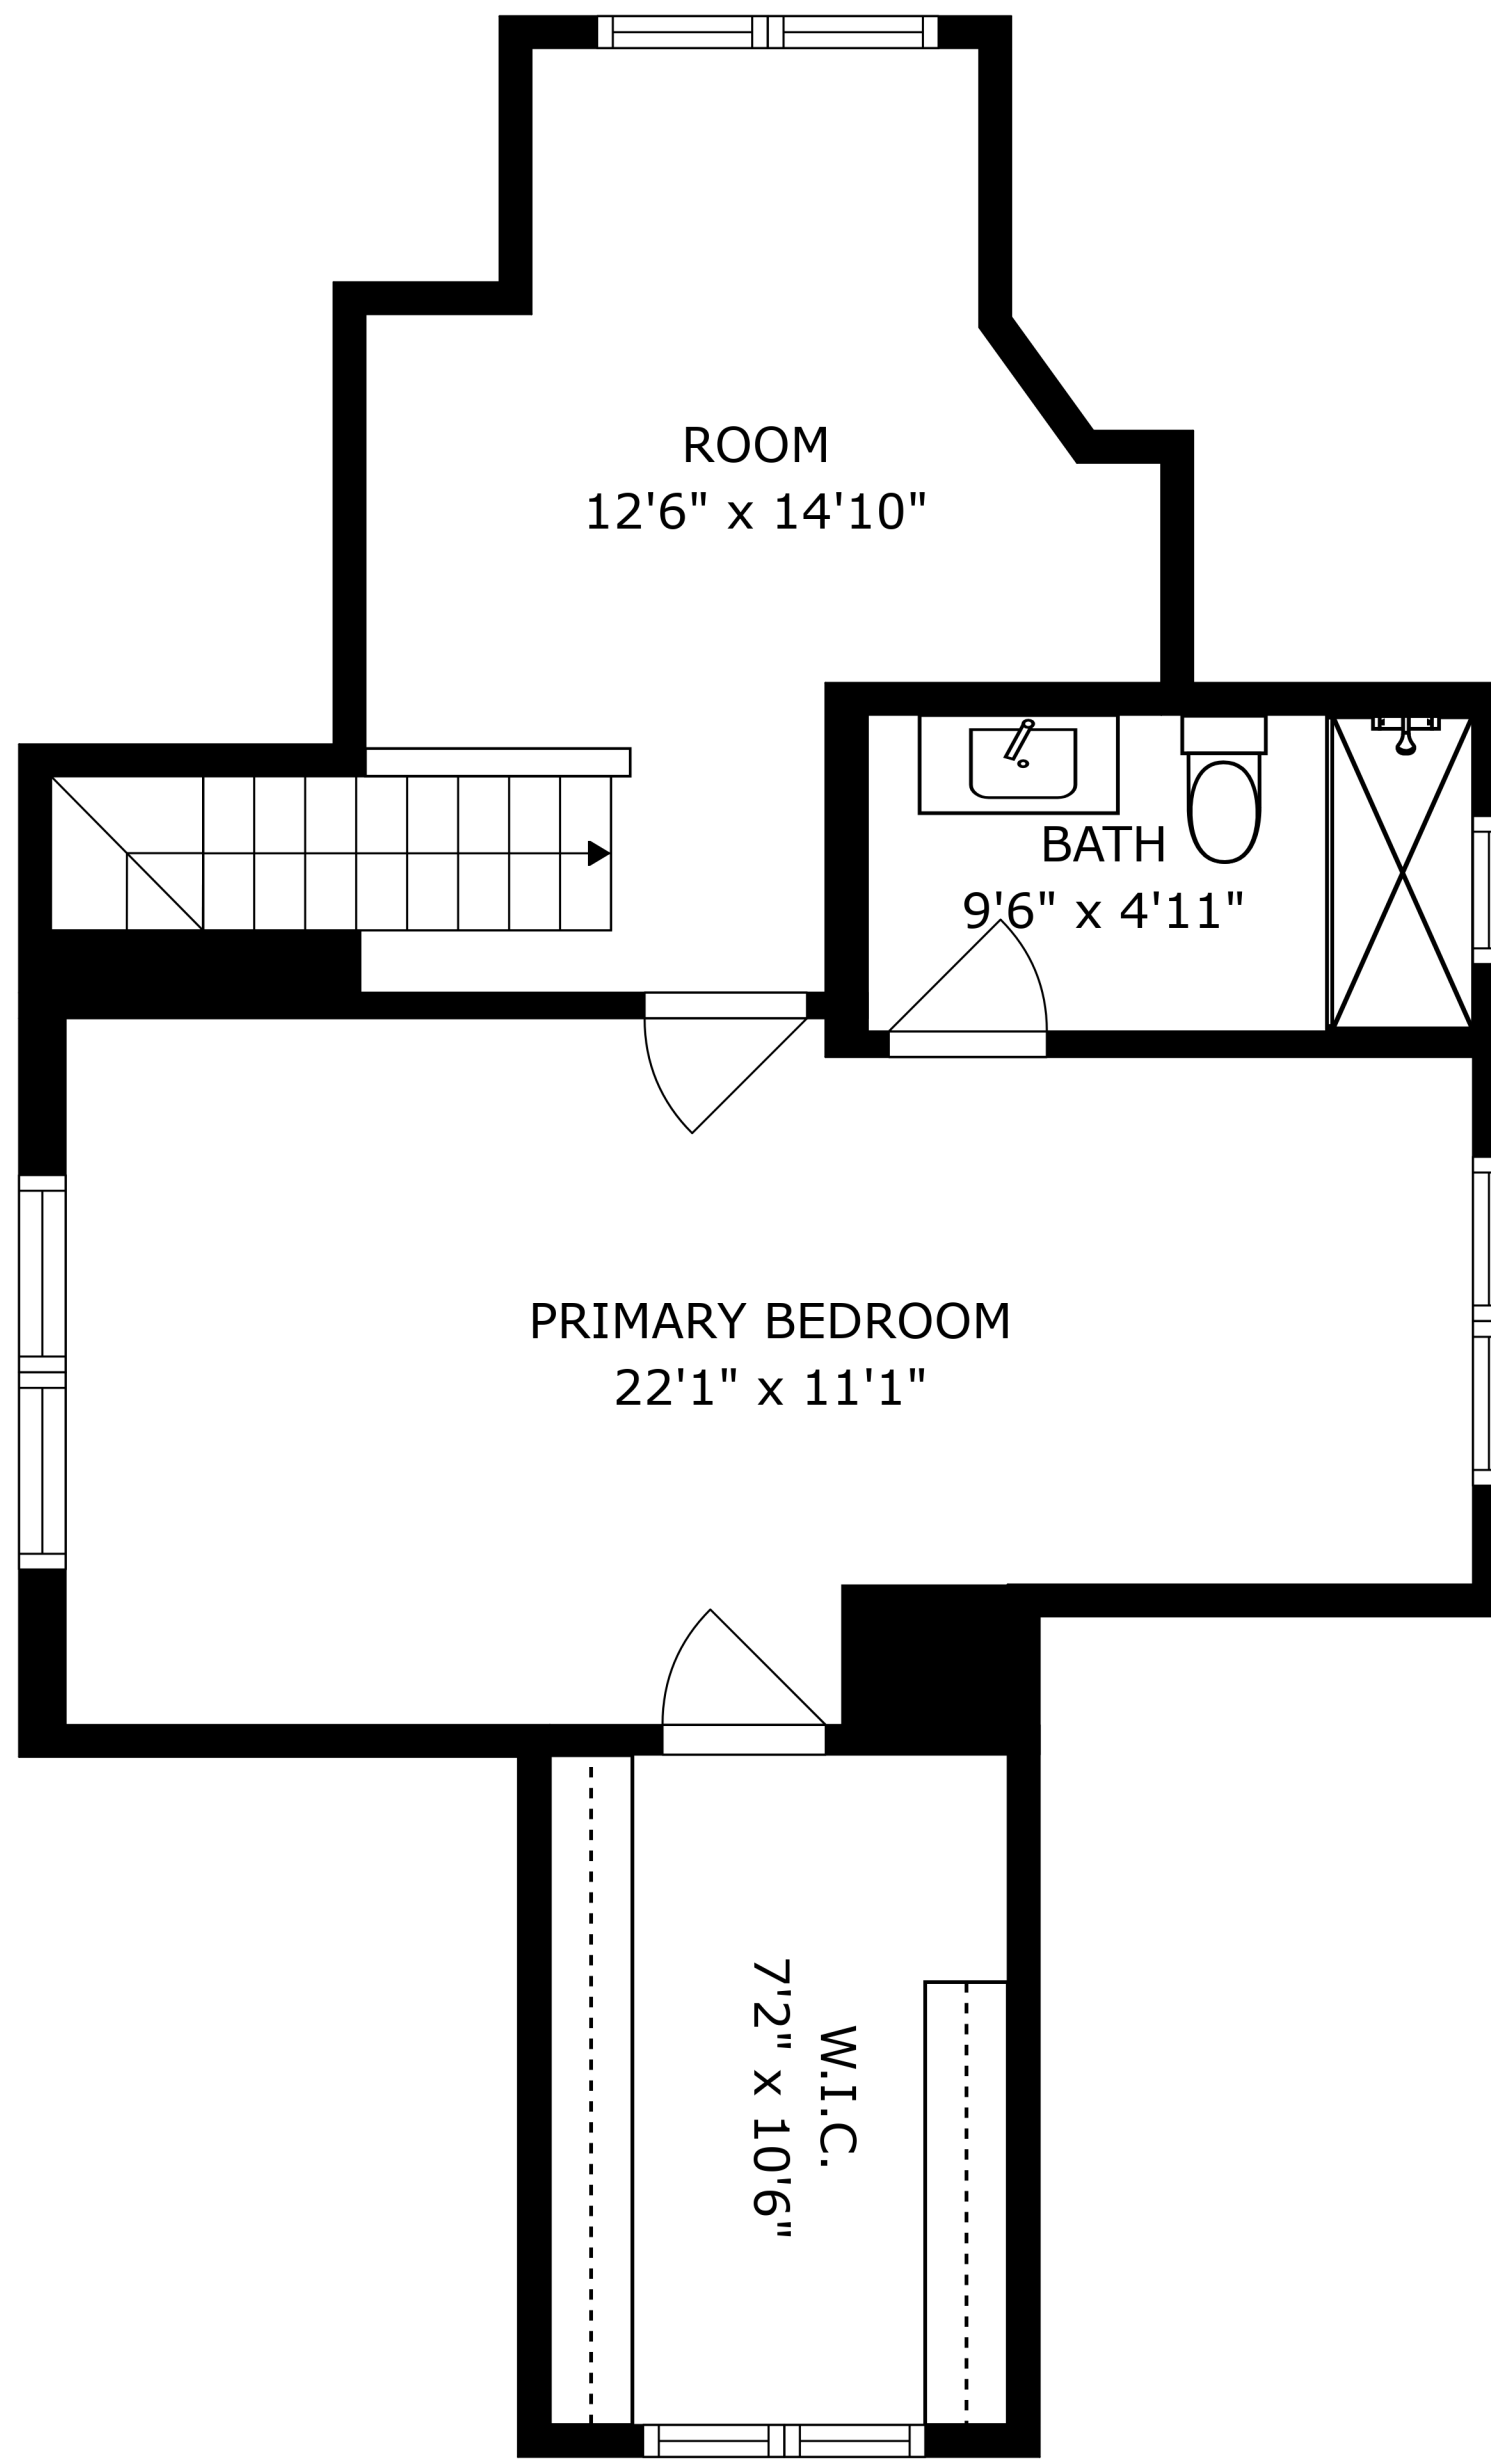 ROOM
12'6" x 14'10"
BATH
9'6" x 4'11"
PRIMARY BEDROOM
22'1" x 11'1"
W.I.C.
7'2" x 10'6"